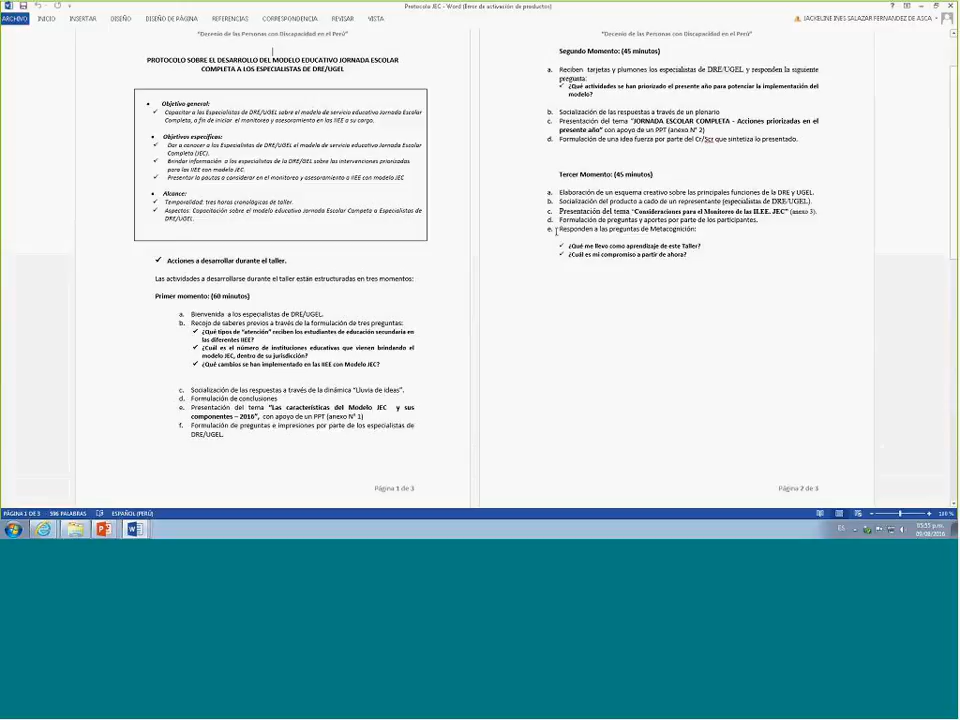 Protocolo JEC - Word (Error de activación de productos)
ARCHIVO INICIO INSERTAR DISEÑO DISEÑO DE PÁGINA REFERENCIAS CORRESPONDENCIA REVISAR VISTA
JACKELINE INES SALAZAR FERNANDEZ DE ASCA
"Decenio de las Personas con Discapacidad en el Perú"
PROTOCOLO SOBRE EL DESARROLLO DEL MODELO EDUCATIVO JORNADA ESCOLAR
COMPLETA A LOS ESPECIALISTAS DE DRE/UGEL
• Objetivo general:
✓ Capacitar a los Especialistas de DRE/UGEL sobre el modelo de servicio educativo Jornada Escolar
Completa, a fin de iniciar el monitoreo y asesoramiento en las IIEE a su cargo.
• Objetivos específicos:
✓ Dar a conocer a los Especialistas de DRE/UGEL el modelo de servicio educativo Jornada Escolar
Completa (JEC).
✓ Brindar información a los especialistas de la DRE/GEL sobre las intervenciones priorizadas
para las IIEE con modelo JEC.
✓ Presentar la pautas a considerar en el monitoreo y asesoramiento a IIEE con modelo JEC
• Alcance:
✓ Temporalidad: tres horas cronológicas de taller.
✓ Aspectos: Capacitación sobre el modelo educativo Jornada Escolar Completa a Especialistas de
DRE/UGEL.
✓ Acciones a desarrollar durante el taller.
Las actividades a desarrollarse durante el taller están estructuradas en tres momentos:
Primer momento: (60 minutos)
a. Bienvenida a los especialistas de DRE/UGEL.
b. Recojo de saberes previos a través de la formulación de tres preguntas:
✓ ¿Qué tipos de "atención" reciben los estudiantes de educación secundaria en
las diferentes IIEE?
✓ ¿Cuál es el número de instituciones educativas que vienen brindando el
modelo JEC, dentro de su jurisdicción?
✓ ¿Qué cambios se han implementado en las IIEE con Modelo JEC?
c. Socialización de las respuestas a través de la dinámica "Lluvia de ideas".
d. Formulación de conclusiones
e. Presentación del tema "Las características del Modelo JEC y sus
componentes – 2016", con apoyo de un PPT (anexo N° 1)
f. Formulación de preguntas e impresiones por parte de los especialistas de
DRE/UGEL.
Página 1 de 3
"Decenio de las Personas con Discapacidad en el Perú"
Segundo Momento: (45 minutos)
a. Reciben tarjetas y plumones los especialistas de DRE/UGEL y responden la siguiente
pregunta:
✓ ¿Qué actividades se han priorizado el presente año para potenciar la implementación del
modelo?
b. Socialización de las respuestas a través de un plenario
c. Presentación del tema "JORNADA ESCOLAR COMPLETA - Acciones priorizadas en el
presente año" con apoyo de un PPT (anexo N° 2)
d. Formulación de una idea fuerza por parte del Cr/Scr que sintetiza lo presentado.
Tercer Momento: (45 minutos)
a. Elaboración de un esquema creativo sobre las principales funciones de la DRE y UGEL.
b. Socialización del producto a cado de un representante (especialistas de DRE/UGEL).
c. Presentación del tema "Consideraciones para el Monitoreo de las II.EE. JEC" (anexo 3).
d. Formulación de preguntas y aportes por parte de los participantes.
e. Responden a las preguntas de Metacognición:
✓ ¿Qué me llevo como aprendizaje de este Taller?
✓ ¿Cuál es mi compromiso a partir de ahora?
Página 2 de 3
PÁGINA 1 DE 3 596 PALABRAS ESPAÑOL (PERÚ)
ES
05:55 p.m.
09/08/2016